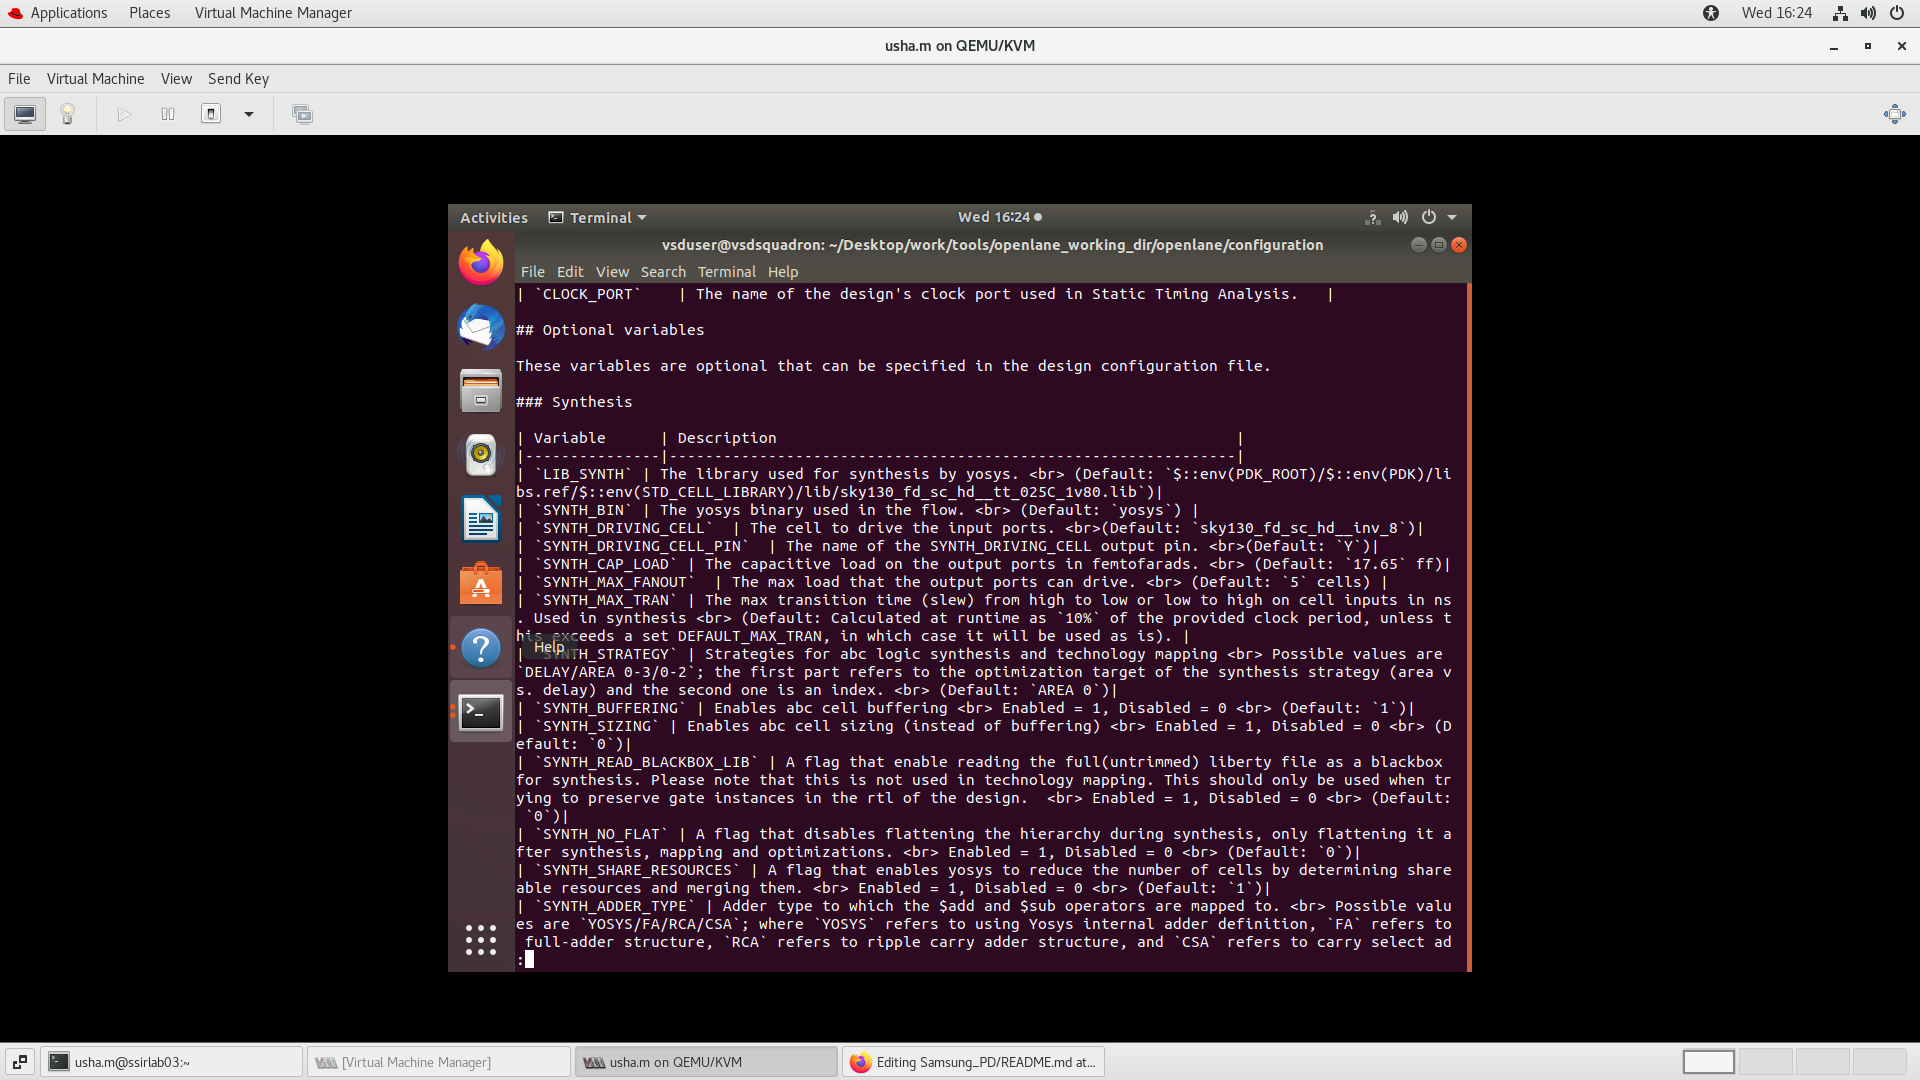 Applications Places Virtual Machine Manager Wed 16:24
usha.m on QEMU/KVM
File Virtual Machine View Send Key
Activities Terminal Wed 16:24
vsduser@vsdsquadron: ~/Desktop/work/tools/openlane_working_dir/openlane/configuration
File Edit View Search Terminal Help
| `CLOCK_PORT`    | The name of the design's clock port used in Static Timing Analysis.   |
## Optional variables
These variables are optional that can be specified in the design configuration file.
### Synthesis
| Variable      | Description                                                   |
|---------------|---------------------------------------------------------------|
| `LIB_SYNTH` | The library used for synthesis by yosys. <br> (Default: `$::env(PDK_ROOT)/$::env(PDK)/li
bs.ref/$::env(STD_CELL_LIBRARY)/lib/sky130_fd_sc_hd__tt_025C_1v80.lib`)|
| `SYNTH_BIN` | The yosys binary used in the flow. <br> (Default: `yosys`) |
| `SYNTH_DRIVING_CELL`  | The cell to drive the input ports. <br>(Default: `sky130_fd_sc_hd__inv_8`)|
| `SYNTH_DRIVING_CELL_PIN`  | The name of the SYNTH_DRIVING_CELL output pin. <br>(Default: `Y`)|
| `SYNTH_CAP_LOAD` | The capacitive load on the output ports in femtofarads. <br> (Default: `17.65` ff)|
| `SYNTH_MAX_FANOUT`  | The max load that the output ports can drive. <br> (Default: `5` cells) |
| `SYNTH_MAX_TRAN` | The max transition time (slew) from high to low or low to high on cell inputs in ns
. Used in synthesis <br> (Default: Calculated at runtime as `10%` of the provided clock period, unless t
his exceeds a set DEFAULT_MAX_TRAN, in which case it will be used as is). |
Help
| `SYNTH_STRATEGY` | Strategies for abc logic synthesis and technology mapping <br> Possible values are
`DELAY/AREA 0-3/0-2`; the first part refers to the optimization target of the synthesis strategy (area v
s. delay) and the second one is an index. <br> (Default: `AREA 0`)|
| `SYNTH_BUFFERING` | Enables abc cell buffering <br> Enabled = 1, Disabled = 0 <br> (Default: `1`)|
| `SYNTH_SIZING` | Enables abc cell sizing (instead of buffering) <br> Enabled = 1, Disabled = 0 <br> (D
efault: `0`)|
| `SYNTH_READ_BLACKBOX_LIB` | A flag that enable reading the full(untrimmed) liberty file as a blackbox
for synthesis. Please note that this is not used in technology mapping. This should only be used when tr
ying to preserve gate instances in the rtl of the design.  <br> Enabled = 1, Disabled = 0 <br> (Default:
`0`)|
| `SYNTH_NO_FLAT` | A flag that disables flattening the hierarchy during synthesis, only flattening it a
fter synthesis, mapping and optimizations. <br> Enabled = 1, Disabled = 0 <br> (Default: `0`)|
| `SYNTH_SHARE_RESOURCES` | A flag that enables yosys to reduce the number of cells by determining share
able resources and merging them. <br> Enabled = 1, Disabled = 0 <br> (Default: `1`)|
| `SYNTH_ADDER_TYPE` | Adder type to which the $add and $sub operators are mapped to. <br> Possible valu
es are `YOSYS/FA/RCA/CSA`; where `YOSYS` refers to using Yosys internal adder definition, `FA` refers to
full-adder structure, `RCA` refers to ripple carry adder structure, and `CSA` refers to carry select ad
:
usha.m@ssirlab03:~ [Virtual Machine Manager] usha.m on QEMU/KVM Editing Samsung_PD/README.md at...